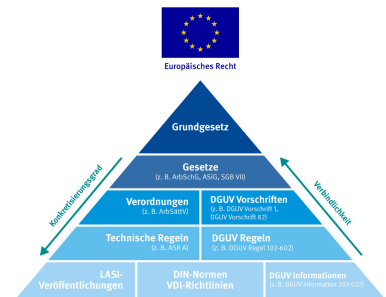 Europäisches Recht
Grundgesetz
Gesetze
(z. B. ArbSchG, ASiG, SGB VII)
Konkretisierungsgrad
Verbindlichkeit
Verordnungen
(z. B. ArbStättV)
DGUV Vorschriften
(z. B. DGUV Vorschrift 1,
DGUV Vorschrift 82)
Technische Regeln
(z. B. ASR A)
DGUV Regeln
(z. B. DGUV Regel 102-602)
LASI-
Veröffentlichungen
DIN-Normen
VDI-Richtlinien
DGUV Informationen
(z. B. DGUV Information 202-022)